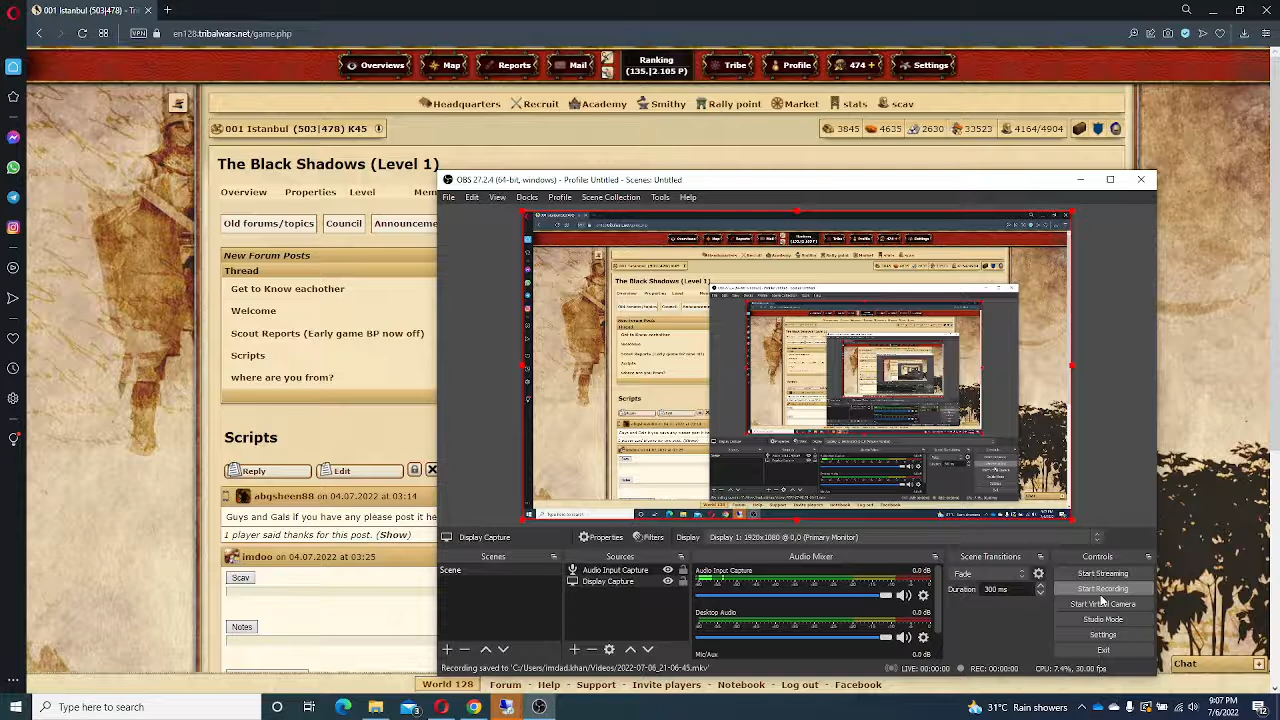 001 Istanbul (503|478) - Tri
VPN en128.tribalwars.net/game.php
Overviews Map Reports Mail Ranking (135.|2.105 P) Tribe Profile 474 + Settings
Headquarters Recruit Academy Smithy Rally point Market stats scav
001 Istanbul (503|478) K45 3845 4635 2630 33523 4164/4904
The Black Shadows (Level 1)
Overview Properties Level Mem
Old forums/topics Council Announceme
New Forum Posts
Thread
Get to Know eachother
Welcome
Scout Reports (Early game BP now off)
Scripts
where are you from?
Scripts
Reply Edit
abgsheen88 on 04.07.2022 at 03:14
Guys and Gals if you have any please post it he
1 player said thanks for this post. (Show)
imdoo on 04.07.2022 at 03:25
Scav
Notes
OBS 27.2.4 (64-bit, windows) - Profile: Untitled - Scenes: Untitled
File Edit View Docks Profile Scene Collection Tools Help
Display Capture Properties Filters Display Display 1: 1920x1080 @ 0,0 (Primary Monitor)
Scenes Sources Audio Mixer Scene Transitions Controls
Scene
Audio Input Capture
Display Capture
Audio Input Capture 0.0 dB
Desktop Audio 0.0 dB
Mic/Aux 0.0 dB
Fade
Duration 300 ms
Start Streaming
Start Recording
Start Virtual Camera
Studio Mode
Settings
Exit
Recording saved to 'C:/Users/imdad.khan/Videos/2022-07-06_21-06-45.mkv' LIVE: 00:00:00 REC: 00:00:00 CPU: 7.4%, 30.00 fps
Chat
World 128 Forum - Help - Support - Invite players - Notebook - Log out - Facebook
Type here to search
31°C Rain showers
9:07 PM
7/6/2022